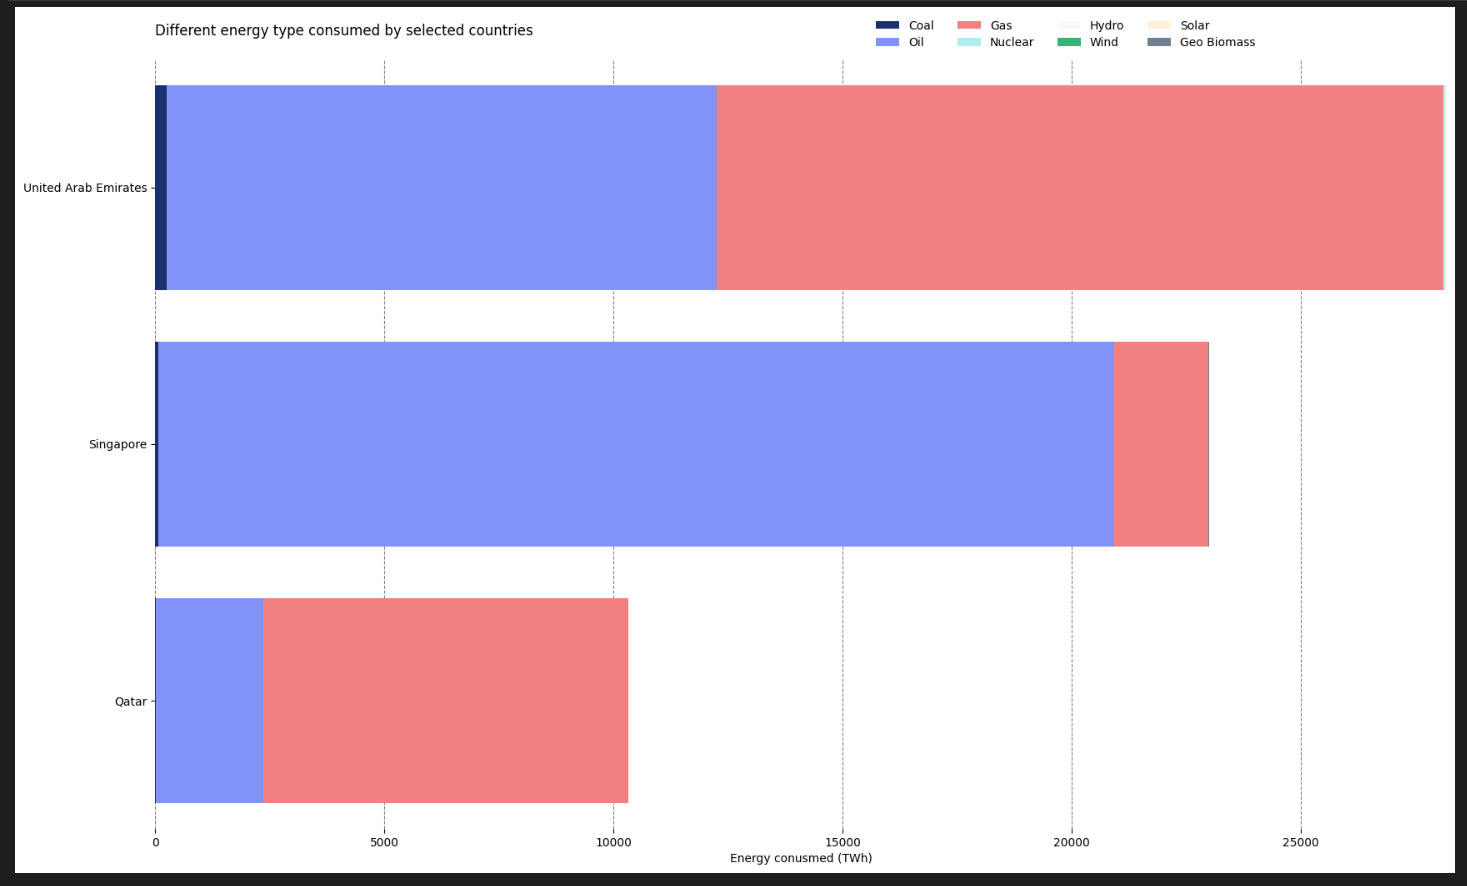 Different energy type consumed by selected countries
Coal Gas Hydro Solar
Oil Nuclear Wind Geo Biomass
United Arab Emirates
Singapore
Qatar
0 5000 10000 15000 20000 25000
Energy conusmed (TWh)